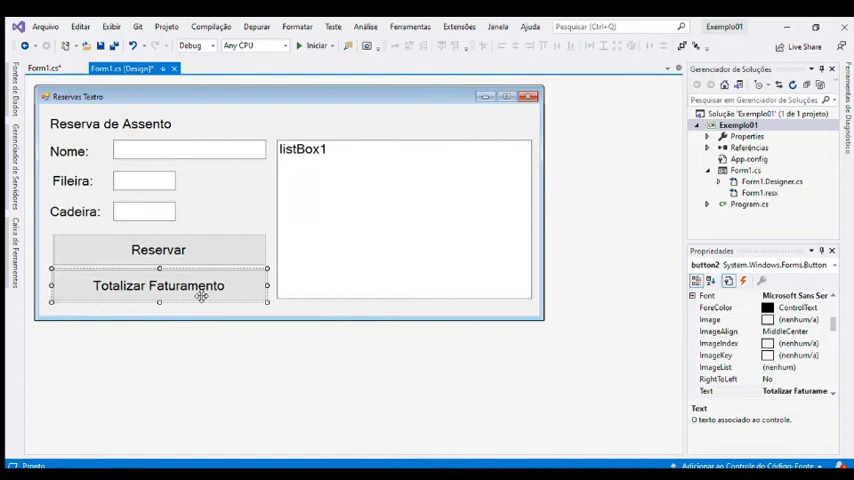 Arquivo Editar Exibir Git Projeto Compilação Depurar Formatar Teste Análise Ferramentas Extensões Janela Ajuda Pesquisar (Ctrl+Q) Exemplo01
Debug Any CPU Iniciar Live Share
Form1.cs* Form1.cs [Design]*
Fontes de Dados
Gerenciador de Servidores
Caixa de Ferramentas
Reservas Teatro
Reserva de Assento
Nome:
Fileira:
Cadeira:
Reservar
Totalizar Faturamento
listBox1
Gerenciador de Soluções
Pesquisar em Gerenciador de Soluções
Solução 'Exemplo01' (1 de 1 projeto)
Exemplo01
Properties
Referências
App.config
Form1.cs
Form1.Designer.cs
Form1.resx
Program.cs
Propriedades
button2 System.Windows.Forms.Button
Font Microsoft Sans Ser
ForeColor ControlText
Image (nenhum/a)
ImageAlign MiddleCenter
ImageIndex (nenhum/a)
ImageKey (nenhum/a)
ImageList (nenhum)
RightToLeft No
Text Totalizar Faturame
Text
O texto associado ao controle.
Diagnóstico
Pronto Adicionar ao Controle do Código-Fonte